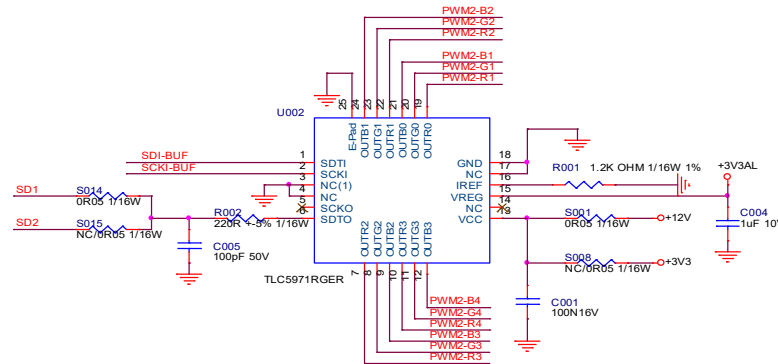 PWM2-B2
PWM2-G2
PWM2-R2
PWM2-B1
PWM2-G1
PWM2-R1
25
24
23
22
21
20
19
U002
E-Pad
OUTB1
OUTG1
OUTR1
OUTB0
OUTG0
OUTR0
SDI-BUF
1
SDTI
GND
18
SCKI-BUF
2
SCKI
NC
17
3
NC(1)
IREF
16
R001
1.2K OHM 1/16W 1%
+3V3AL
4
NC
VREG
15
5
SCKO
NC
14
6
SDTO
VCC
13
SD1
S014
0R05 1/16W
SD2
S015
NC/0R05 1/16W
R002
220R +-5% 1/16W
S001
0R05 1/16W
+12V
C004
1uF 10V
C005
100pF 50V
OUTR2
OUTG2
OUTB2
OUTR3
OUTG3
OUTB3
S008
NC/0R05 1/16W
+3V3
TLC5971RGER
7
8
9
10
11
12
C001
100N16V
PWM2-B4
PWM2-G4
PWM2-R4
PWM2-B3
PWM2-G3
PWM2-R3